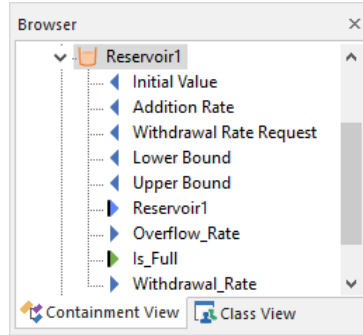 Browser
Reservoir1
Initial Value
Addition Rate
Withdrawal Rate Request
Lower Bound
Upper Bound
Reservoir1
Overflow_Rate
Is_Full
Withdrawal_Rate
Containment View
Class View